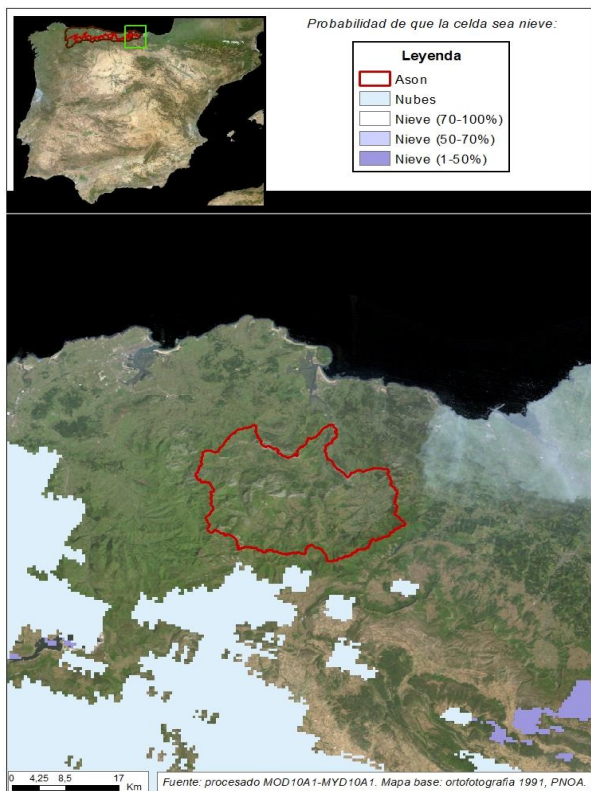 Probabilidad de que la celda sea nieve:
Leyenda
Ason
Nubes
Nieve (70-100%)
Nieve (50-70%)
Nieve (1-50%)
0 4,25 8,5 17
Km
Fuente: procesado MOD10A1-MYD10A1. Mapa base: ortofotografia 1991, PNOA.